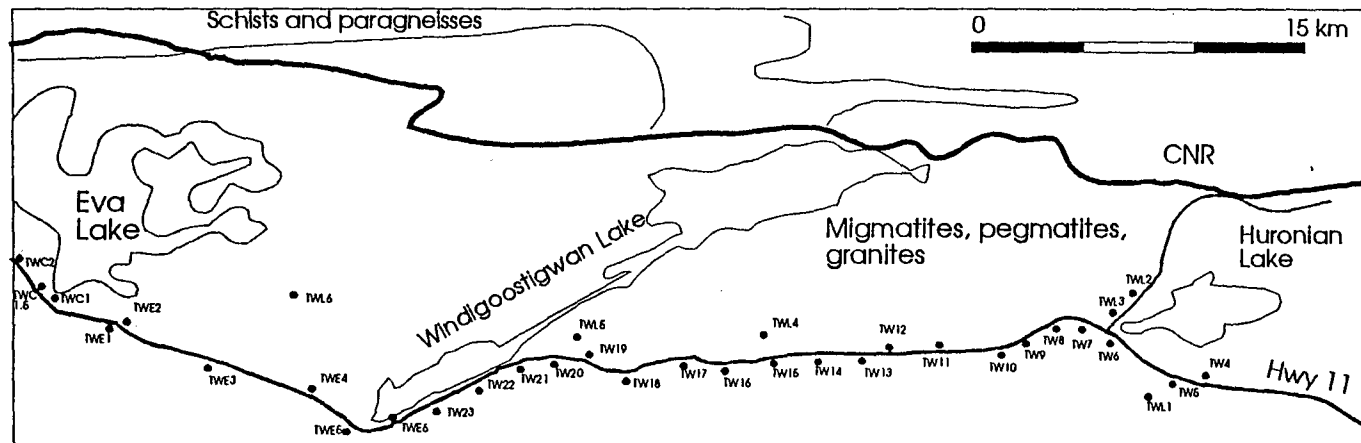 Schists and paragneisses
0 15 km
CNR
Eva
Lake
Windigoostigwan Lake
Migmatites, pegmatites,
granites
Huronian
Lake
TWC2
TWC
1.5
TWC1
TWE2
TWE1
TWL6
TWL2
TWL3
TWE3
TWE4
TWE5
TWE6
TW23
TW22
TW21
TW20
TWL5
TW19
TW18
TW17
TW16
TWL4
TW15
TW14
TW13
TW12
TW11
TW10
TW9
TW8
TW7
TW6
TWL1
TW5
TW4
Hwy 11